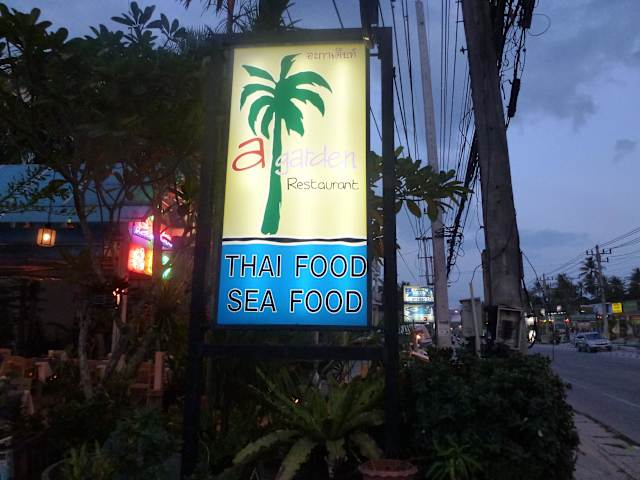 a garden
Restaurant
THAI FOOD
SEA FOOD